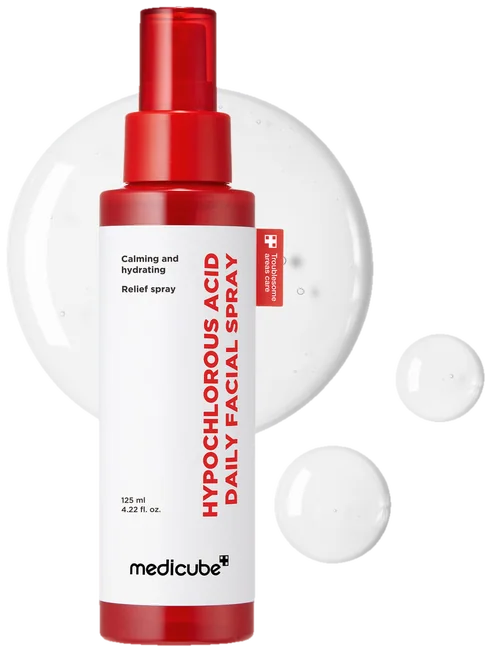 Calming and
hydrating
Relief spray
HYPOCHLOROUS ACID
DAILY FACIAL SPRAY
Troublesome
areas care
125 ml
4.22 fl. oz.
medicube